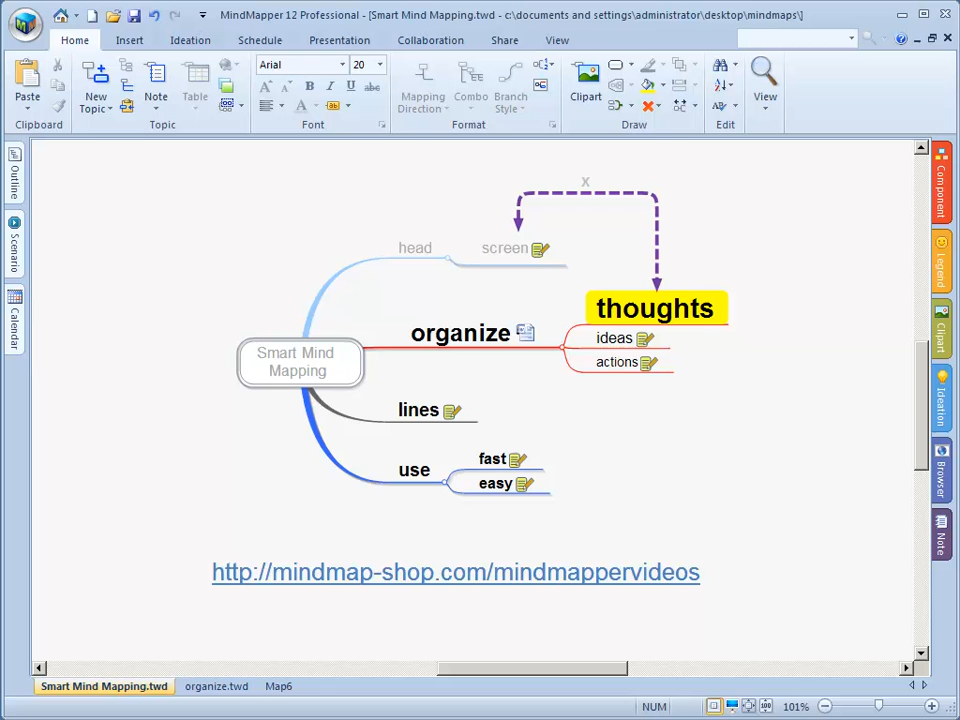 MindMapper 12 Professional - [Smart Mind Mapping.twd - c:\documents and settings\administrator\desktop\mindmaps\]
Home Insert Ideation Schedule Presentation Collaboration Share View
Arial 20
Paste New Topic Note Table B I U abc Mapping Direction Combo Branch Style Clipart View
Clipboard Topic Font Format Draw Edit
Outline
Scenario
Calendar
Component
Legend
Clipart
Ideation
Browser
Note
x
head screen
thoughts
organize
ideas
actions
Smart Mind
Mapping
lines
use
fast
easy
http://mindmap-shop.com/mindmappervideos
Smart Mind Mapping.twd organize.twd Map6
NUM 101%